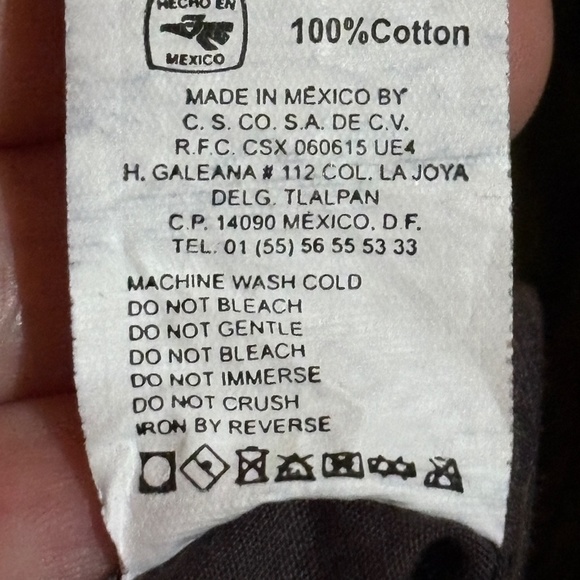 HECHO EN
MEXICO
100%Cotton
MADE IN MÉXICO BY
C. S. CO. S.A. DE C.V.
R.F.C. CSX 060615 UE4
H. GALEANA # 112 COL. LA JOYA
DELG. TLALPAN
C.P. 14090 MÉXICO, D.F.
TEL. 01 (55) 56 55 53 33
MACHINE WASH COLD
DO NOT BLEACH
DO NOT GENTLE
DO NOT BLEACH
DO NOT IMMERSE
DO NOT CRUSH
IRON BY REVERSE